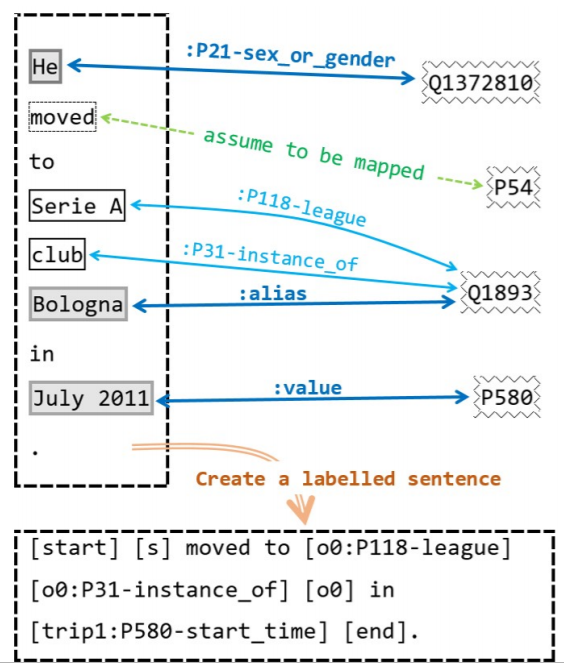 He :P21-sex_or_gender Q1372810
moved assume to be mapped P54
to
Serie A :P118-league
club :P31-instance_of Q1893
Bologna :alias
in
July 2011 :value P580
.
Create a labelled sentence
[start] [s] moved to [o0:P118-league]
[o0:P31-instance_of] [o0] in
[trip1:P580-start_time] [end].